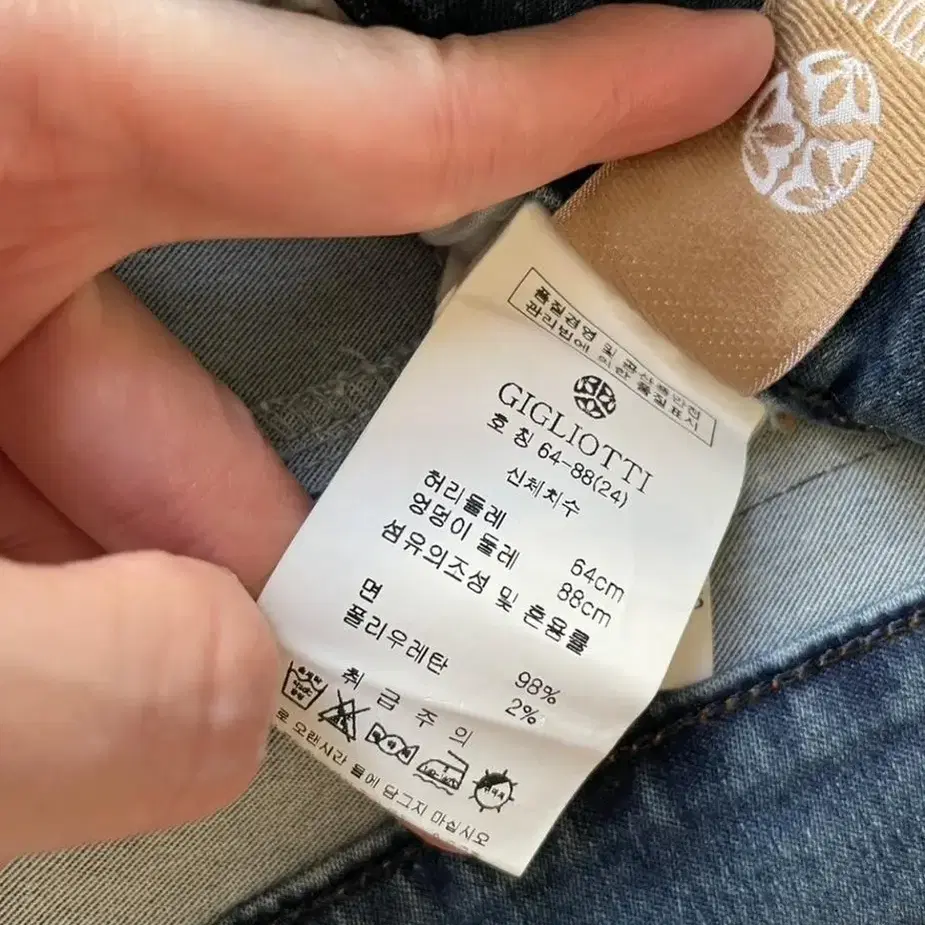 품질경영 및 공산품안전
관리법에 의한 품질표시
GIGLIOTTI
호 칭 64-88(24)
신체치수
허리둘레 64cm
엉덩이 둘레 88cm
섬유의조성 및 혼용률
면 98%
폴리우레탄 2%
취 급 주 의
로 오랜시간 물에 담그지 마십시오